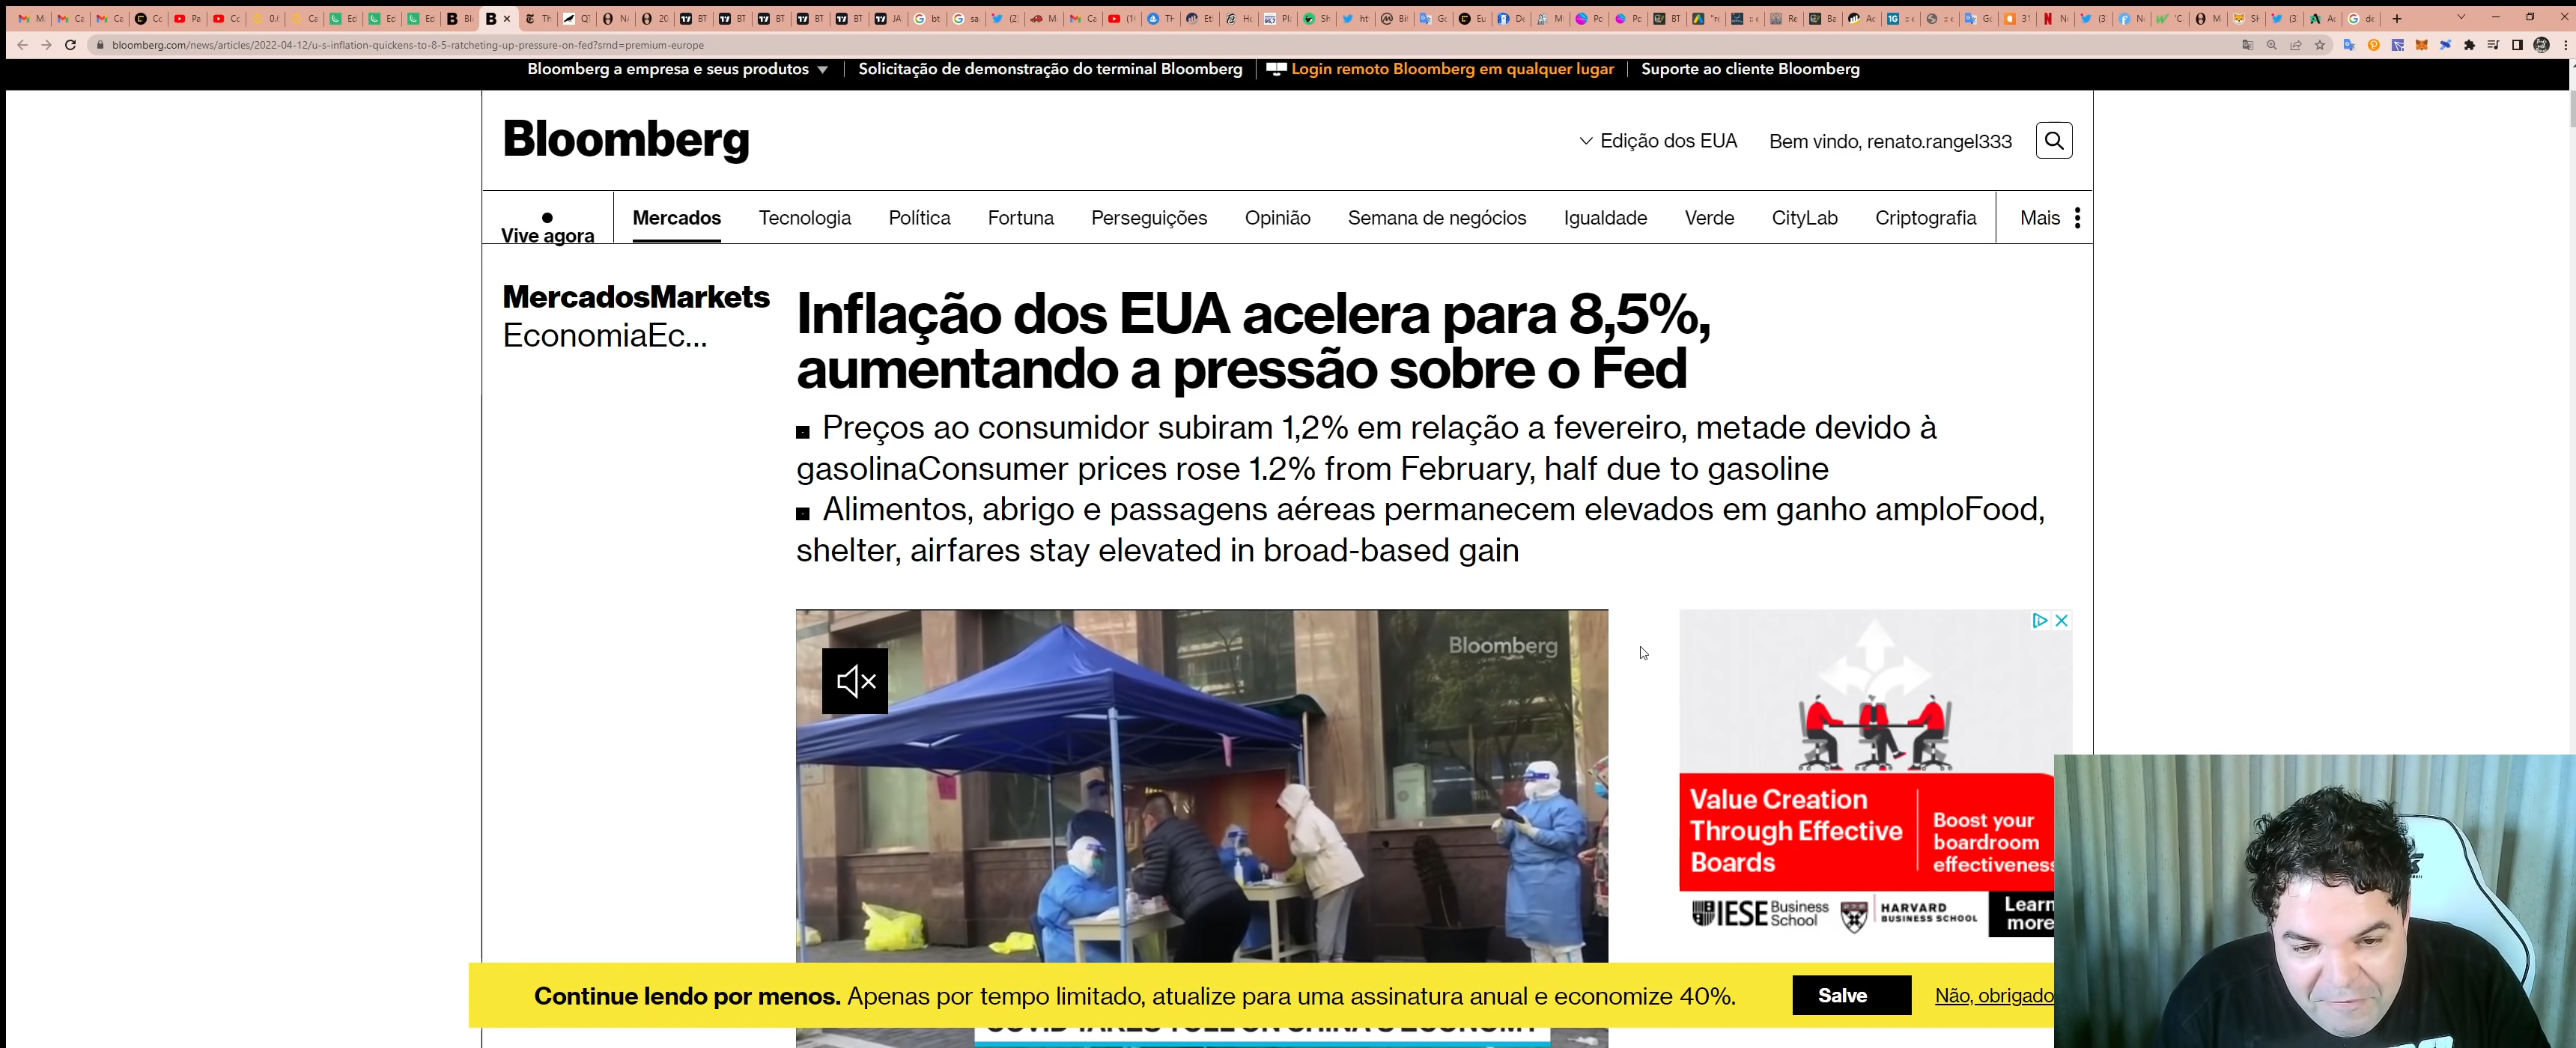 bloomberg.com/news/articles/2022-04-12/u-s-inflation-quickens-to-8-5-ratcheting-up-pressure-on-fed?srnd=premium-europe
Bloomberg a empresa e seus produtos
Solicitação de demonstração do terminal Bloomberg
Login remoto Bloomberg em qualquer lugar
Suporte ao cliente Bloomberg
Bloomberg
Edição dos EUA
Bem vindo, renato.rangel333
Vive agora
Mercados
Tecnologia
Política
Fortuna
Perseguições
Opinião
Semana de negócios
Igualdade
Verde
CityLab
Criptografia
Mais
MercadosMarkets
EconomiaEc...
Inflação dos EUA acelera para 8,5%,
aumentando a pressão sobre o Fed
Preços ao consumidor subiram 1,2% em relação a fevereiro, metade devido à
gasolinaConsumer prices rose 1.2% from February, half due to gasoline
Alimentos, abrigo e passagens aéreas permanecem elevados em ganho amploFood,
shelter, airfares stay elevated in broad-based gain
Bloomberg
Value Creation
Through Effective
Boards
Boost your
boardroom
effectiveness
IESE Business
School
HARVARD
BUSINESS SCHOOL
Learn
more
Continue lendo por menos. Apenas por tempo limitado, atualize para uma assinatura anual e economize 40%.
Salve
Não, obrigado
COVID TAKES TOLL ON CHINA'S ECONOMY